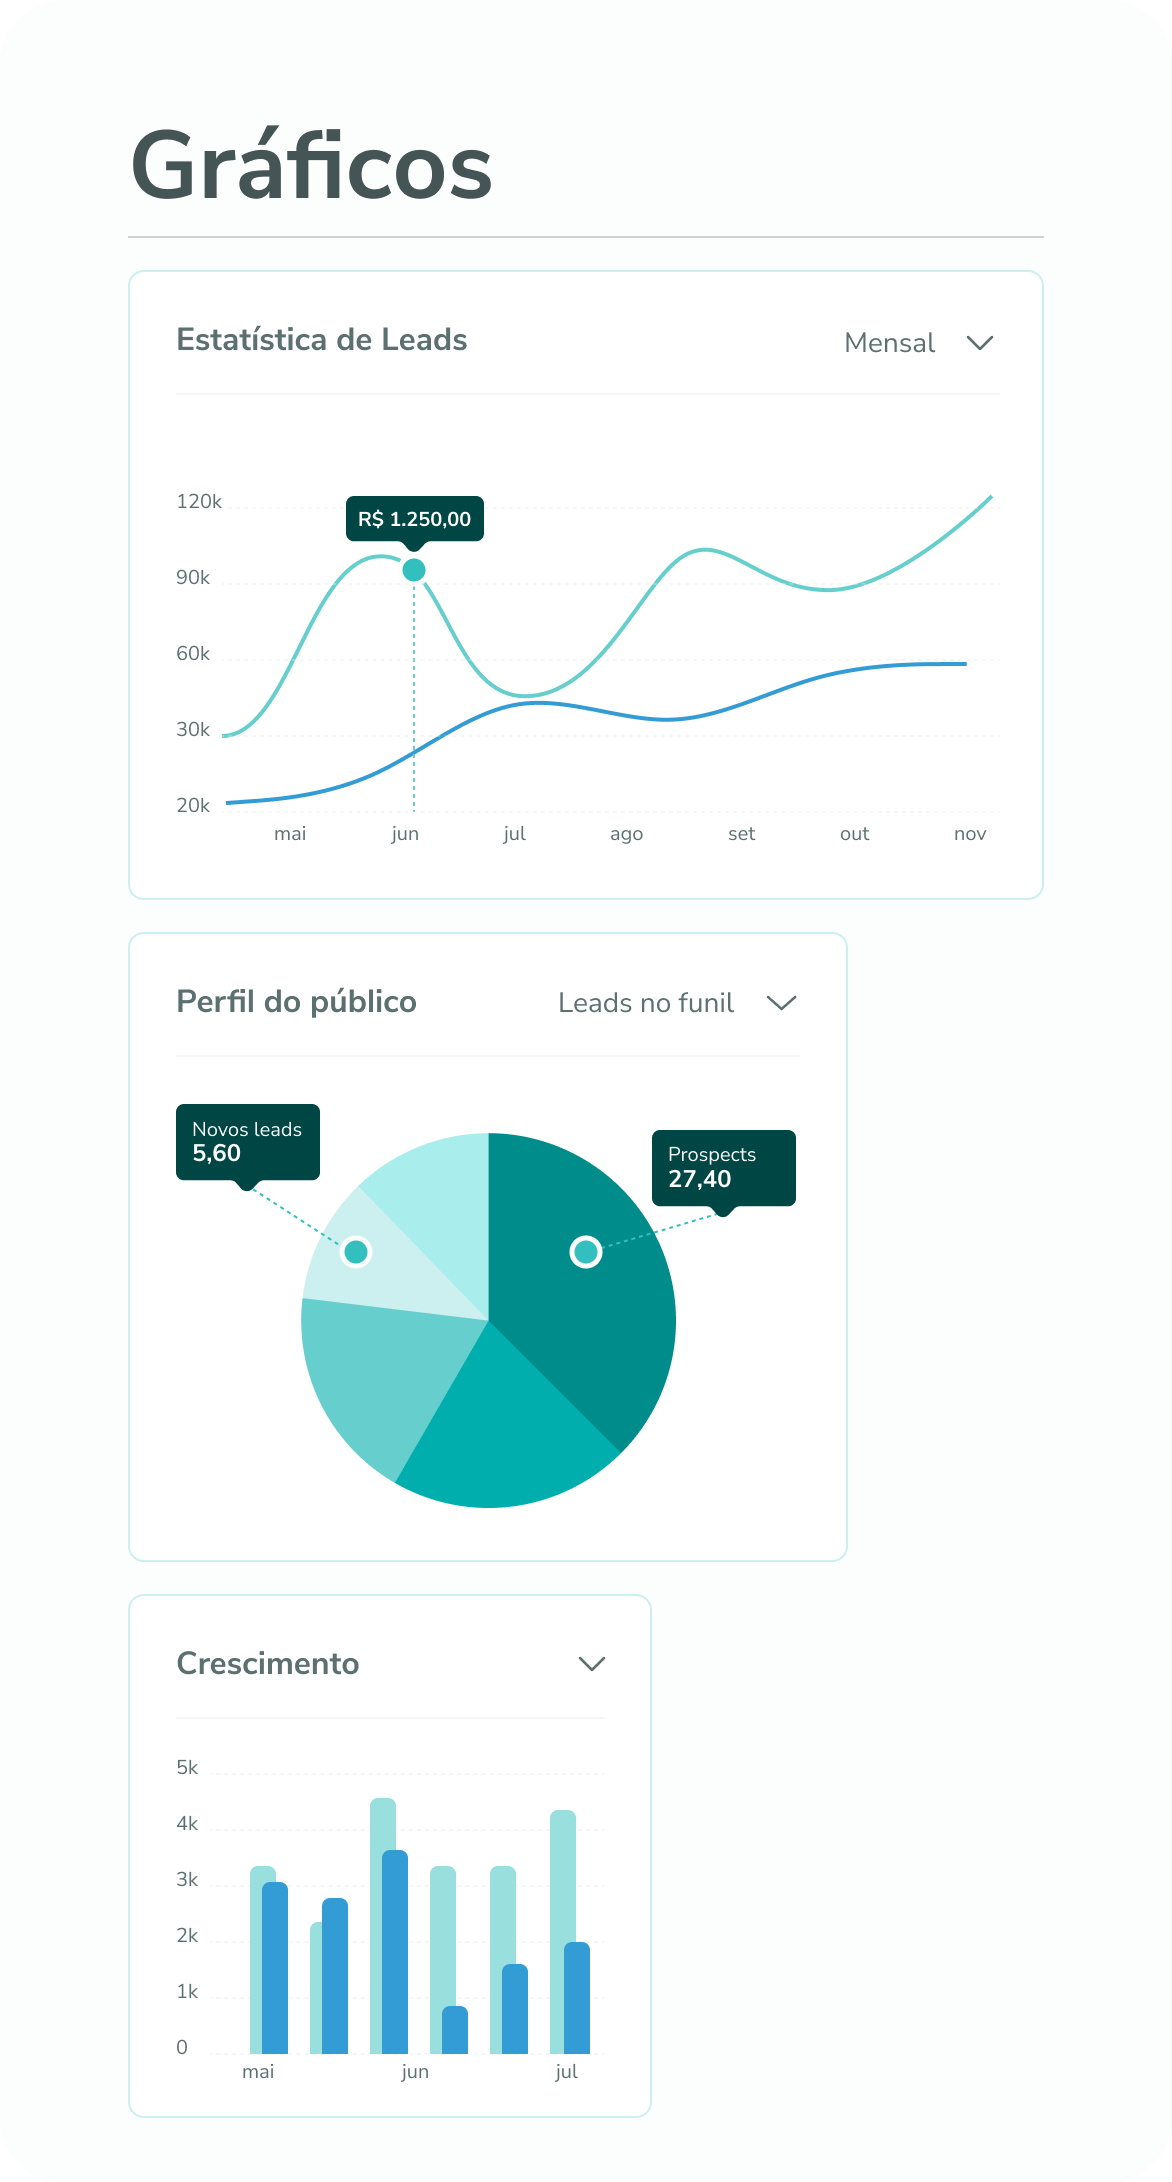 Gráficos
Estatística de Leads
Mensal
120k
R$ 1.250,00
90k
60k
30k
20k
mai jun jul ago set out nov
Perfil do público
Leads no funil
Novos leads
5,60
Prospects
27,40
Crescimento
5k
4k
3k
2k
1k
0
mai jun jul